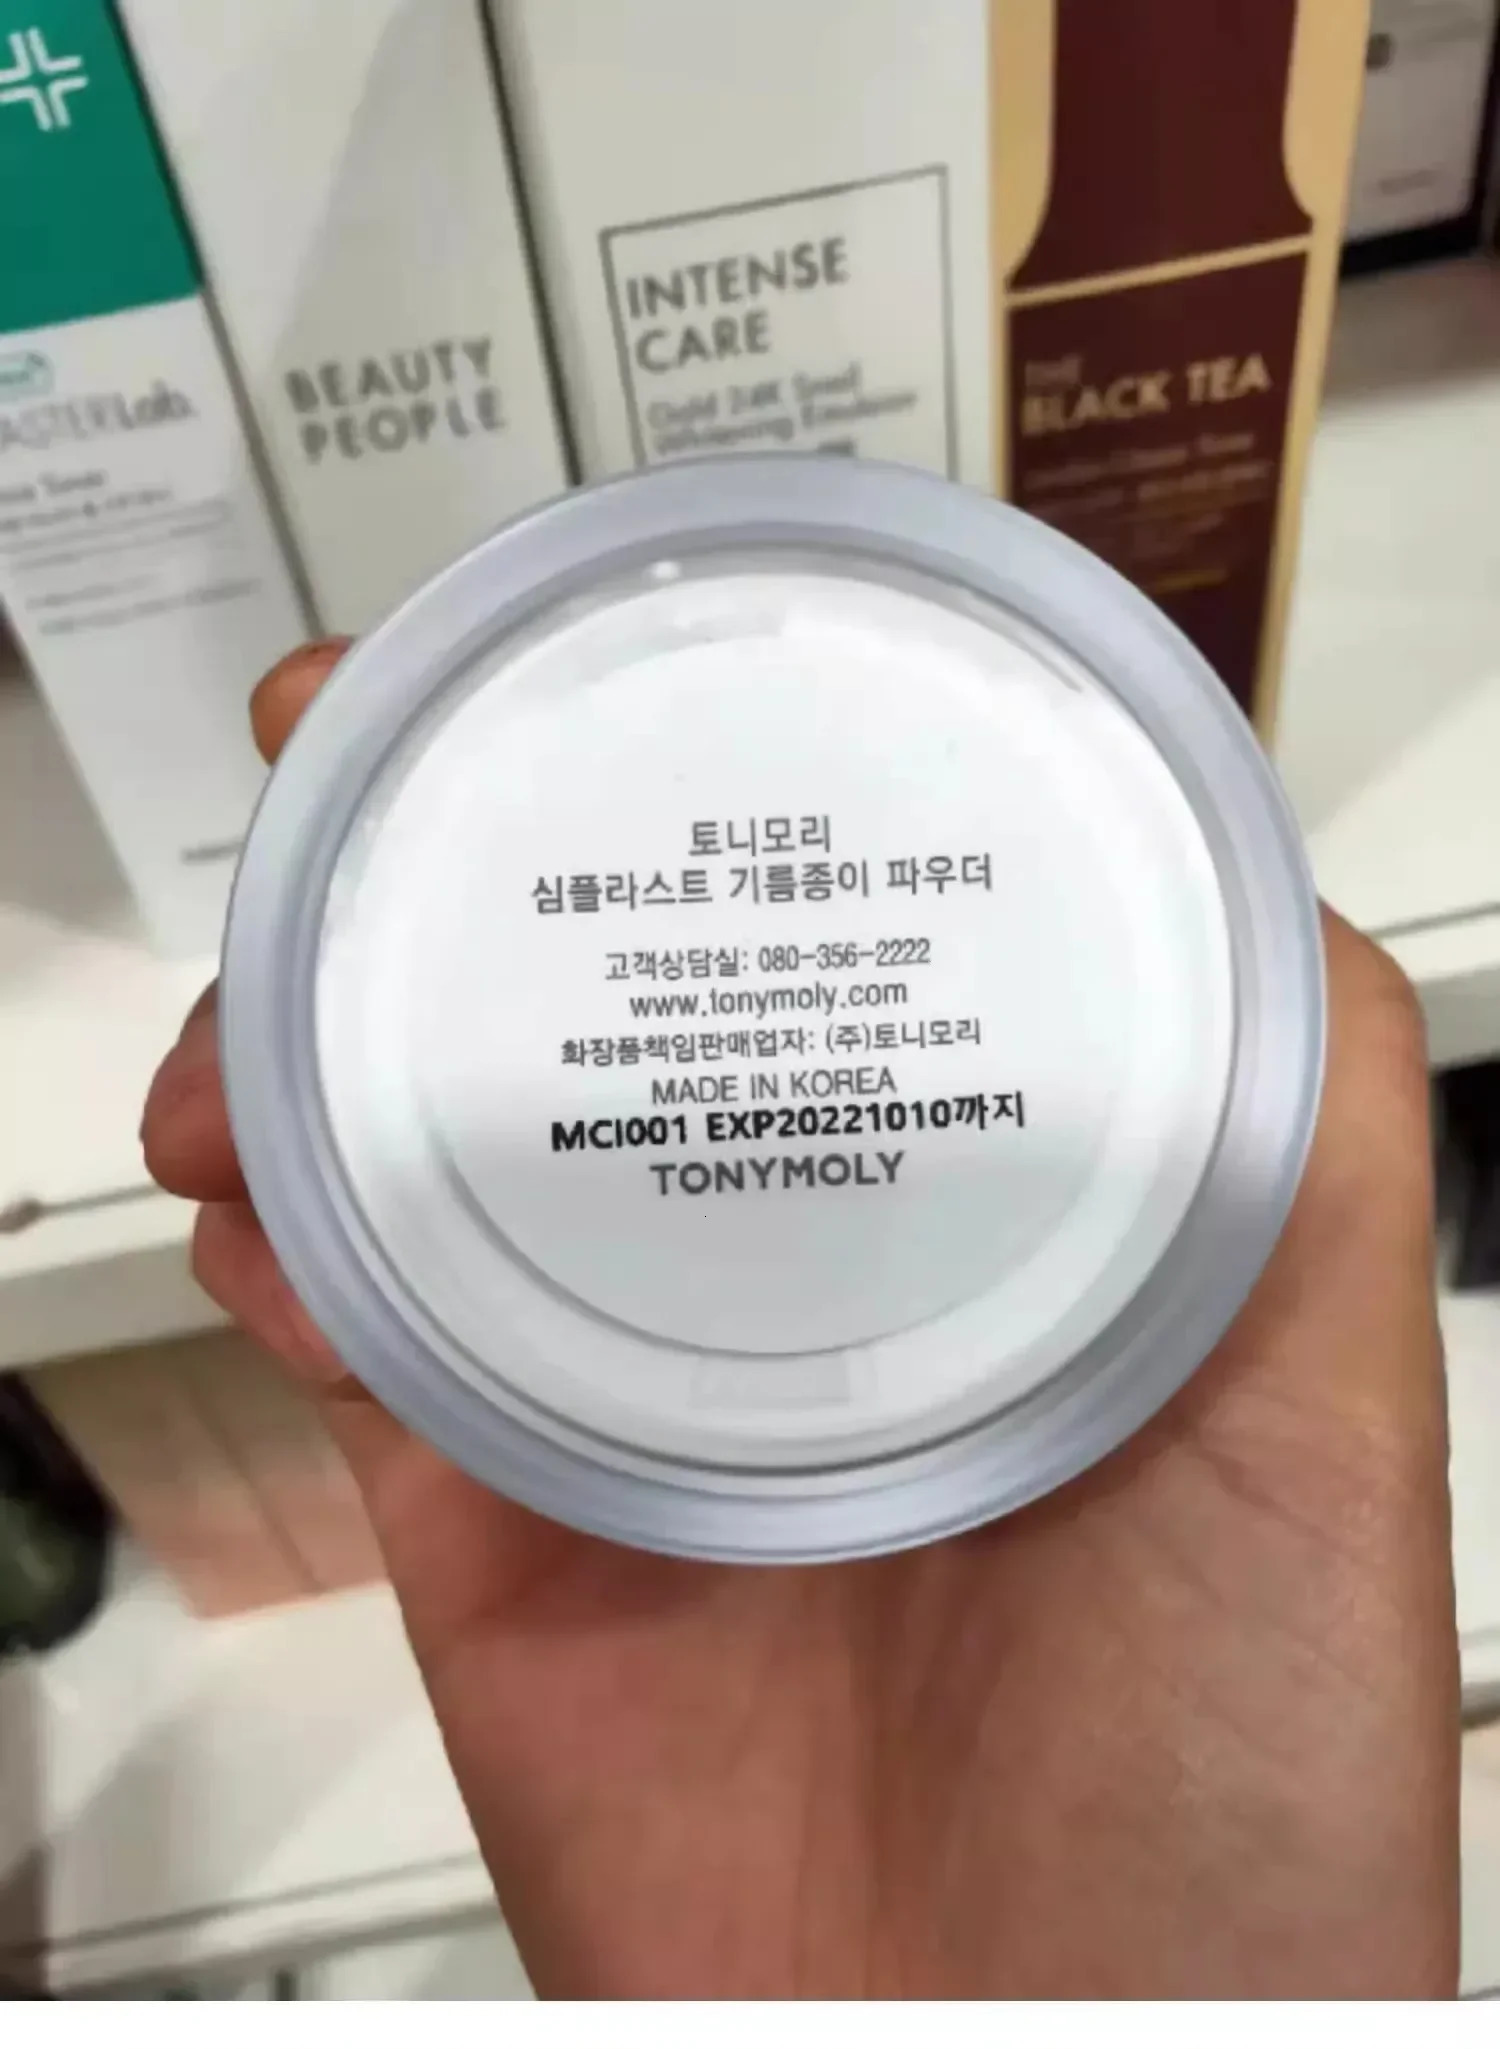 BEAUTY
PEOPLE
INTENSE
CARE
THE
BLACK TEA
토니모리
심플라스트 기름종이 파우더
고객상담실: 080-356-2222
www.tonymoly.com
화장품책임판매업자: (주)토니모리
MADE IN KOREA
MCI001 EXP20221010까지
TONYMOLY